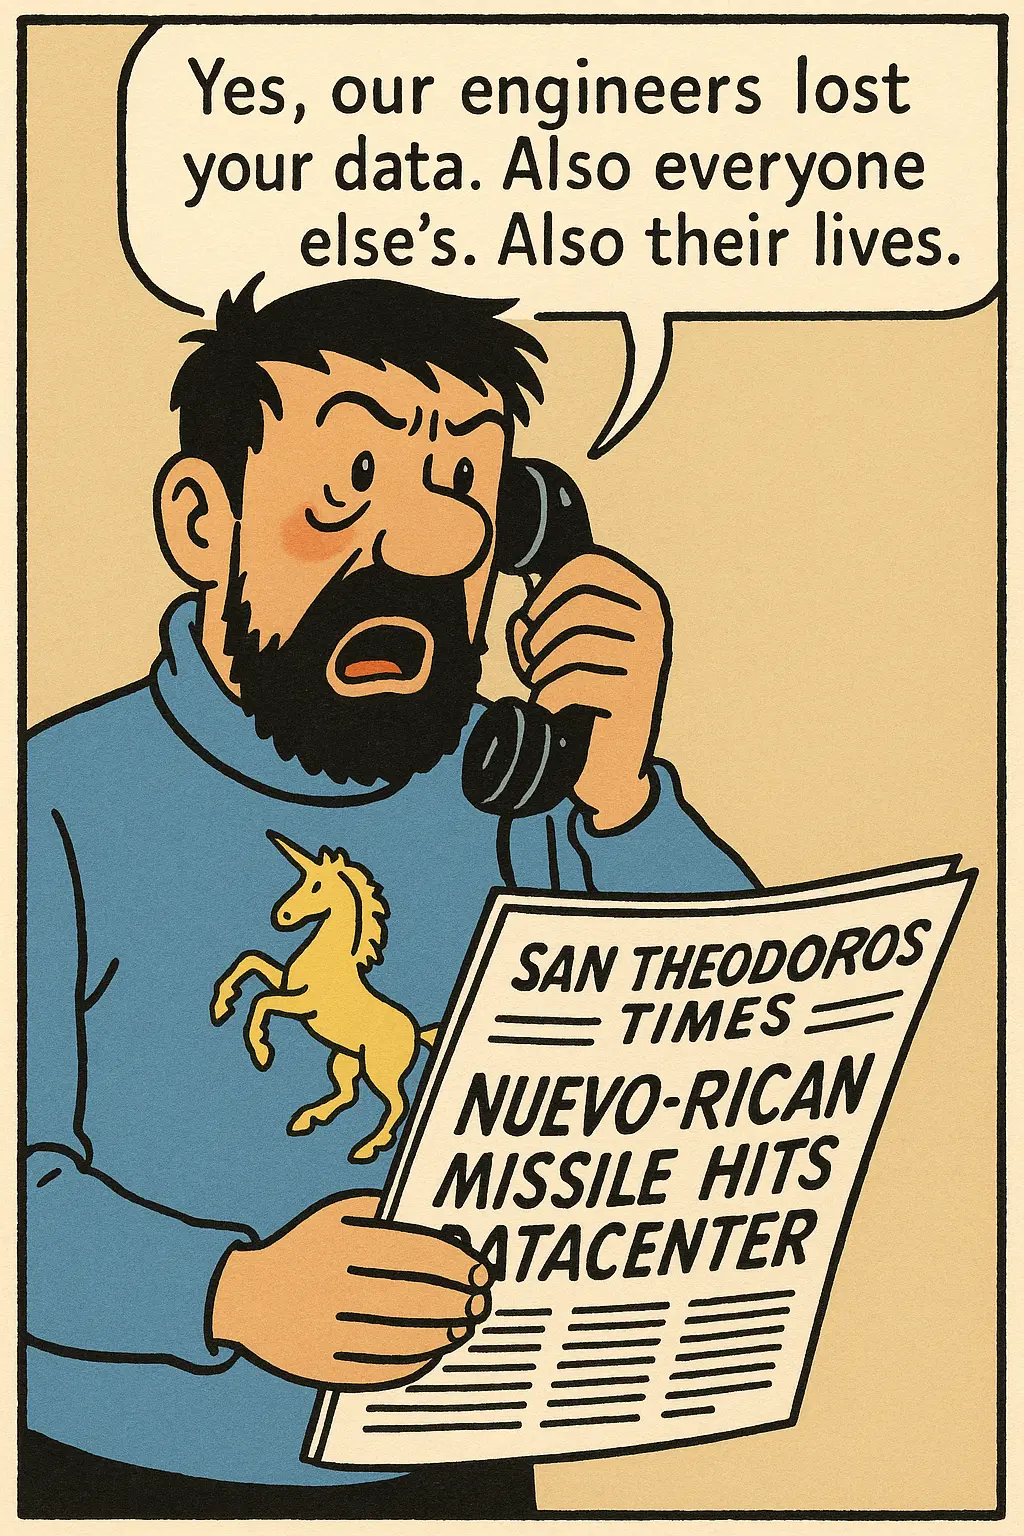 Yes, our engineers lost
your data. Also everyone
else's. Also their lives.
SAN THEODOROS
TIMES
NUEVO-RICAN
MISSILE HITS
DATACENTER